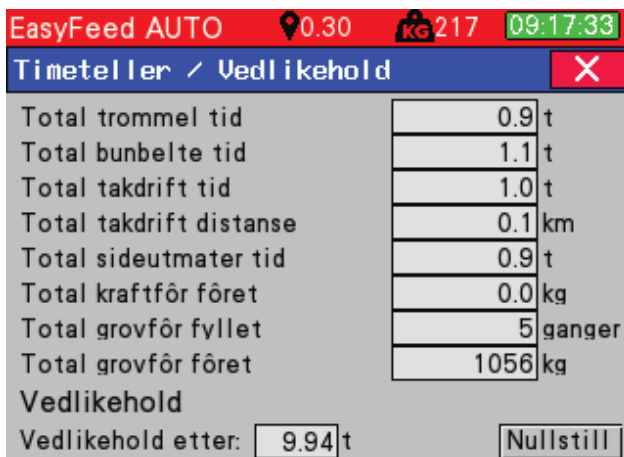 EasyFeed AUTO 0.30 KG 217 09:17:33
Timeteller / Vedlikehold X
Total trommel tid 0.9 t
Total bunbelte tid 1.1 t
Total takdrift tid 1.0 t
Total takdrift distanse 0.1 km
Total sideutmater tid 0.9 t
Total kraftfôr fôret 0.0 kg
Total grovfôr fyllet 5 ganger
Total grovfôr fôret 1056 kg
Vedlikehold
Vedlikehold etter: 9.94 t Nullstill